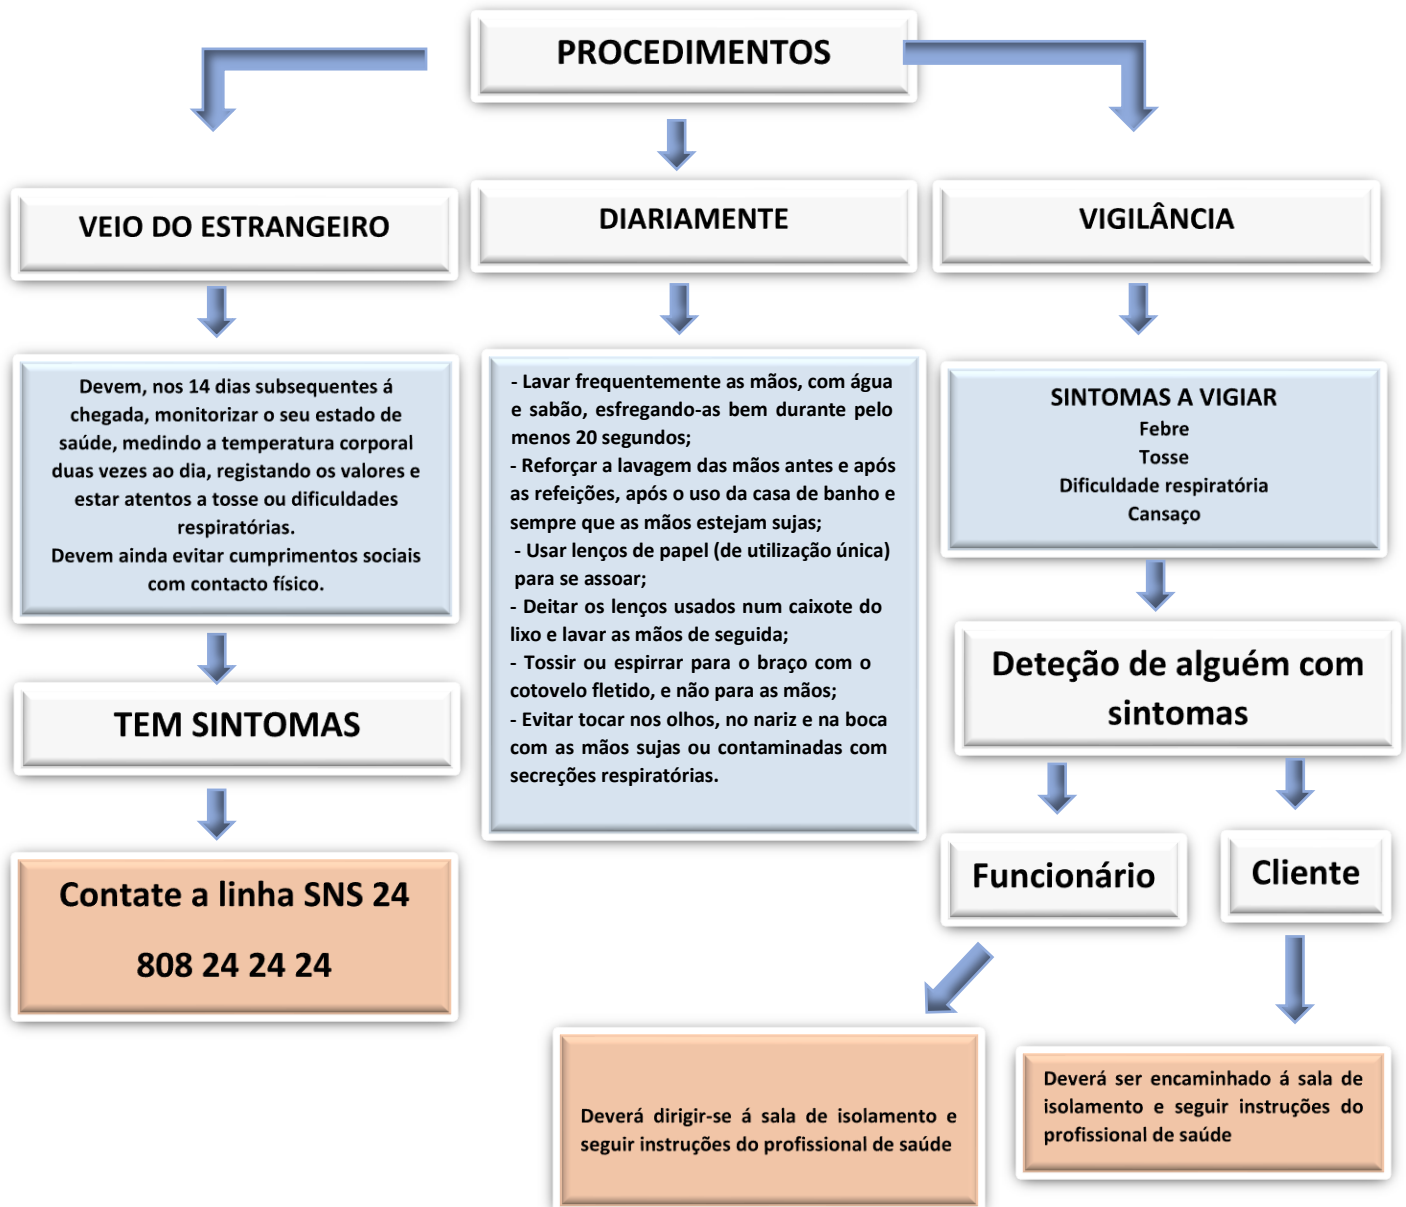 PROCEDIMENTOS
VEIO DO ESTRANGEIRO
Devem, nos 14 dias subsequentes á
chegada, monitorizar o seu estado de
saúde, medindo a temperatura corporal
duas vezes ao dia, registando os valores e
estar atentos a tosse ou dificuldades
respiratórias.
Devem ainda evitar cumprimentos sociais
com contacto físico.
TEM SINTOMAS
Contate a linha SNS 24
808 24 24 24
DIARIAMENTE
- Lavar frequentemente as mãos, com água
e sabão, esfregando-as bem durante pelo
menos 20 segundos;
- Reforçar a lavagem das mãos antes e após
as refeições, após o uso da casa de banho e
sempre que as mãos estejam sujas;
- Usar lenços de papel (de utilização única)
para se assoar;
- Deitar os lenços usados num caixote do
lixo e lavar as mãos de seguida;
- Tossir ou espirrar para o braço com o
cotovelo fletido, e não para as mãos;
- Evitar tocar nos olhos, no nariz e na boca
com as mãos sujas ou contaminadas com
secreções respiratórias.
VIGILÂNCIA
SINTOMAS A VIGIAR
Febre
Tosse
Dificuldade respiratória
Cansaço
Deteção de alguém com
sintomas
Funcionário
Deverá dirigir-se á sala de isolamento e
seguir instruções do profissional de saúde
Cliente
Deverá ser encaminhado á sala de
isolamento e seguir instruções do
profissional de saúde